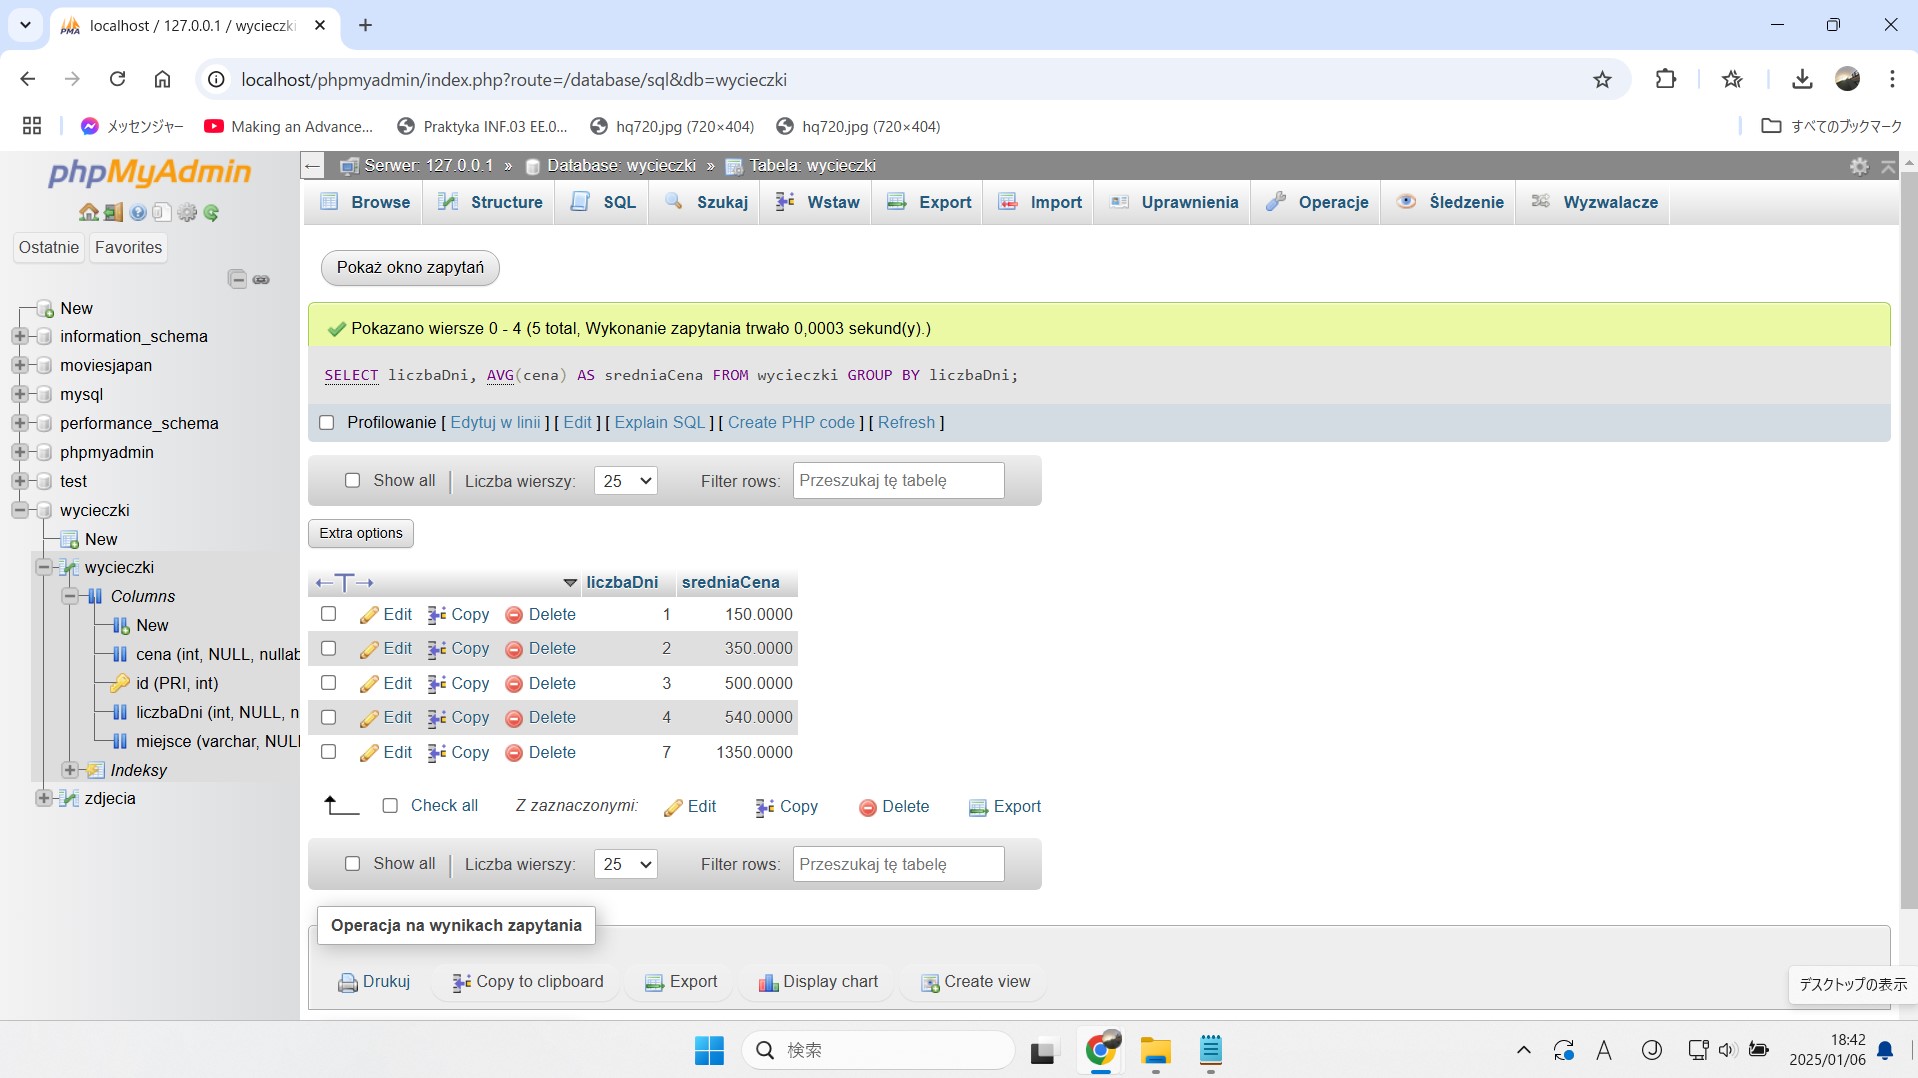 PMA
localhost / 127.0.0.1 / wycieczki
localhost/phpmyadmin/index.php?route=/database/sql&db=wycieczki
メッセンジャー
Making an Advance...
Praktyka INF.03 EE.0...
hq720.jpg (720×404)
hq720.jpg (720×404)
すべてのブックマーク
phpMyAdmin
Ostatnie
Favorites
New
information_schema
moviesjapan
mysql
performance_schema
phpmyadmin
test
wycieczki
New
wycieczki
Columns
New
cena (int, NULL, nullab
id (PRI, int)
liczbaDni (int, NULL, n
miejsce (varchar, NULL
Indeksy
zdjecia
Serwer: 127.0.0.1 » Database: wycieczki » Tabela: wycieczki
Browse
Structure
SQL
Szukaj
Wstaw
Export
Import
Uprawnienia
Operacje
Śledzenie
Wyzwalacze
Pokaż okno zapytań
Pokazano wiersze 0 - 4 (5 total, Wykonanie zapytania trwało 0,0003 sekund(y).)
SELECT liczbaDni, AVG(cena) AS sredniaCena FROM wycieczki GROUP BY liczbaDni;
Profilowanie [ Edytuj w linii ] [ Edit ] [ Explain SQL ] [ Create PHP code ] [ Refresh ]
Show all
Liczba wierszy:
25
Filter rows:
Przeszukaj tę tabelę
Extra options
←T→ liczbaDni sredniaCena
Edit Copy Delete 1 150.0000
Edit Copy Delete 2 350.0000
Edit Copy Delete 3 500.0000
Edit Copy Delete 4 540.0000
Edit Copy Delete 7 1350.0000
Check all
Z zaznaczonymi:
Edit
Copy
Delete
Export
Show all
Liczba wierszy:
25
Filter rows:
Przeszukaj tę tabelę
Operacja na wynikach zapytania
Drukuj
Copy to clipboard
Export
Display chart
Create view
デスクトップの表示
検索
A
J
18:42
2025/01/06